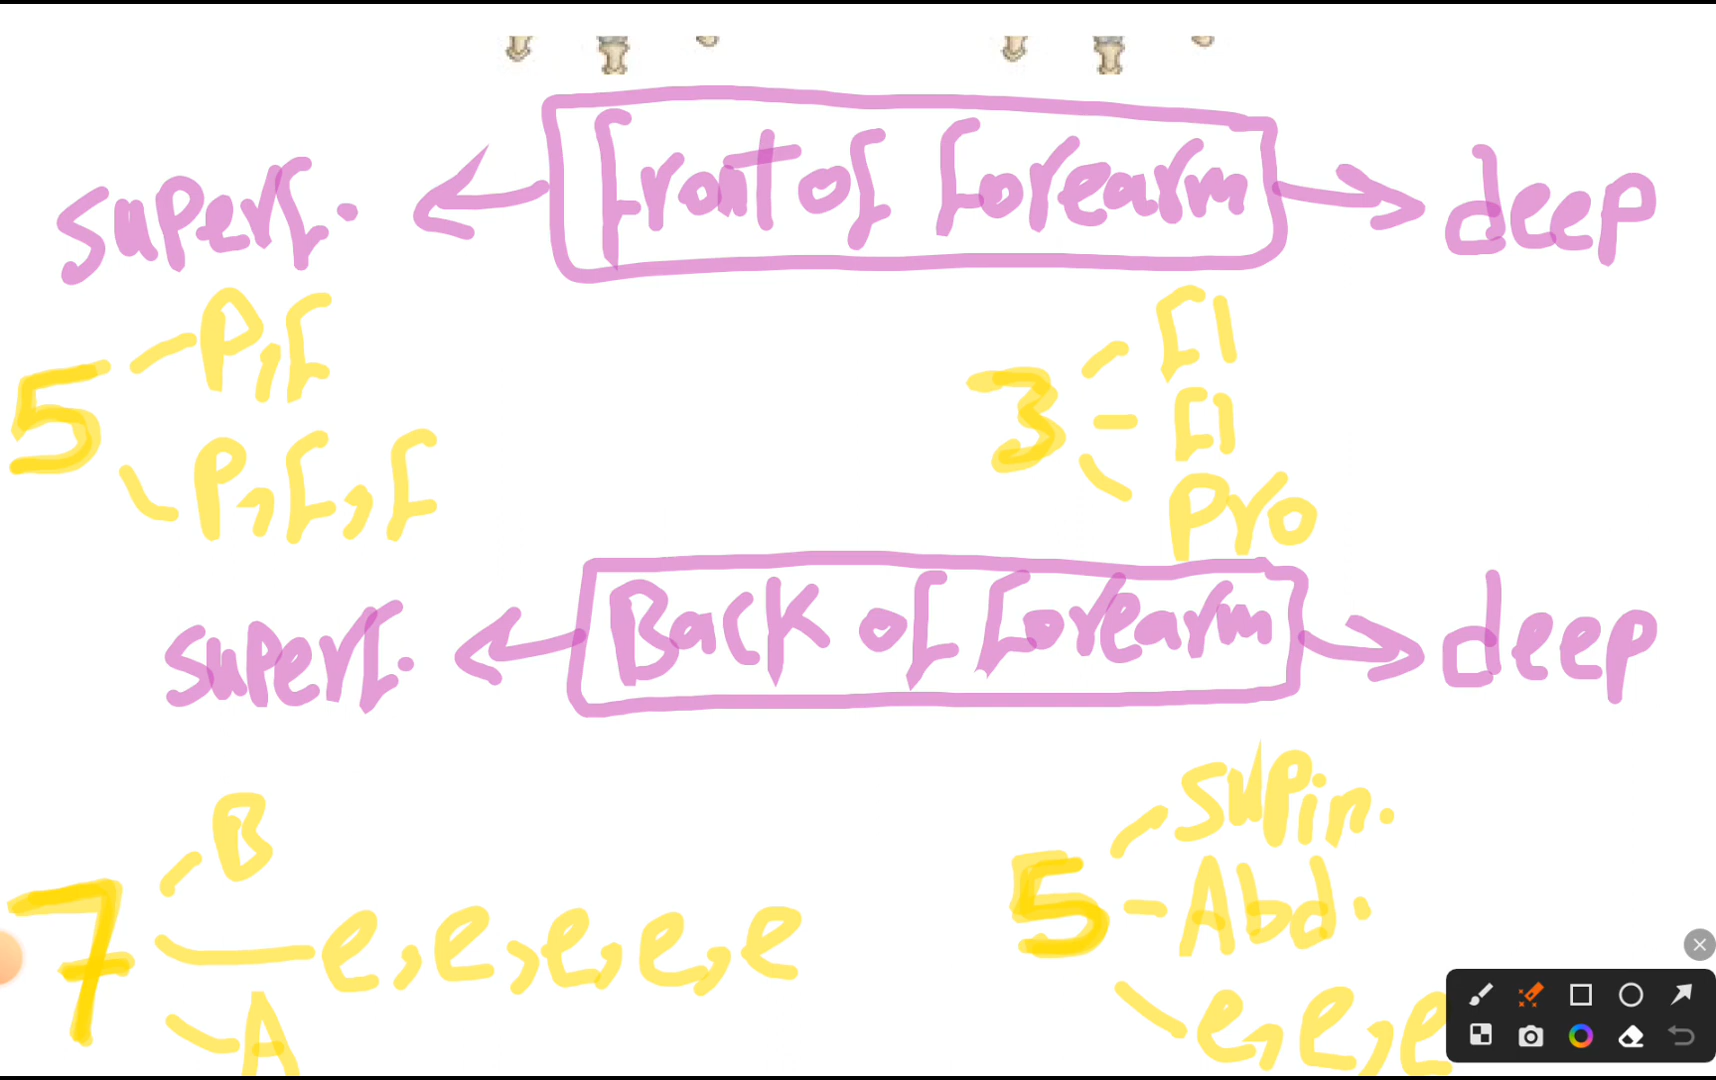 superf. Front of Forearm deep
5 P, F
P, F, F
3 Fl
Fl
Pro
superf. Back of Forearm deep
7 B
e, e, e, e, e
A
5 supin.
Abd.
e, e, e